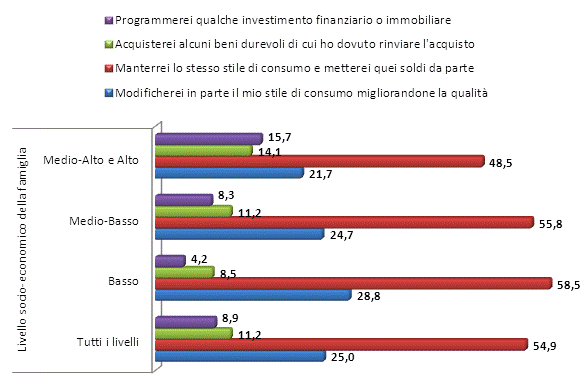 Programmerei qualche investimento finanziario o immobiliare
Acquisterei alcuni beni durevoli di cui ho dovuto rinviare l'acquisto
Manterrei lo stesso stile di consumo e metterei quei soldi da parte
Modificherei in parte il mio stile di consumo migliorandone la qualità
Livello socio-economico della famiglia
Medio-Alto e Alto
15,7
14,1
48,5
21,7
Medio-Basso
8,3
11,2
55,8
24,7
Basso
4,2
8,5
58,5
28,8
Tutti i livelli
8,9
11,2
54,9
25,0